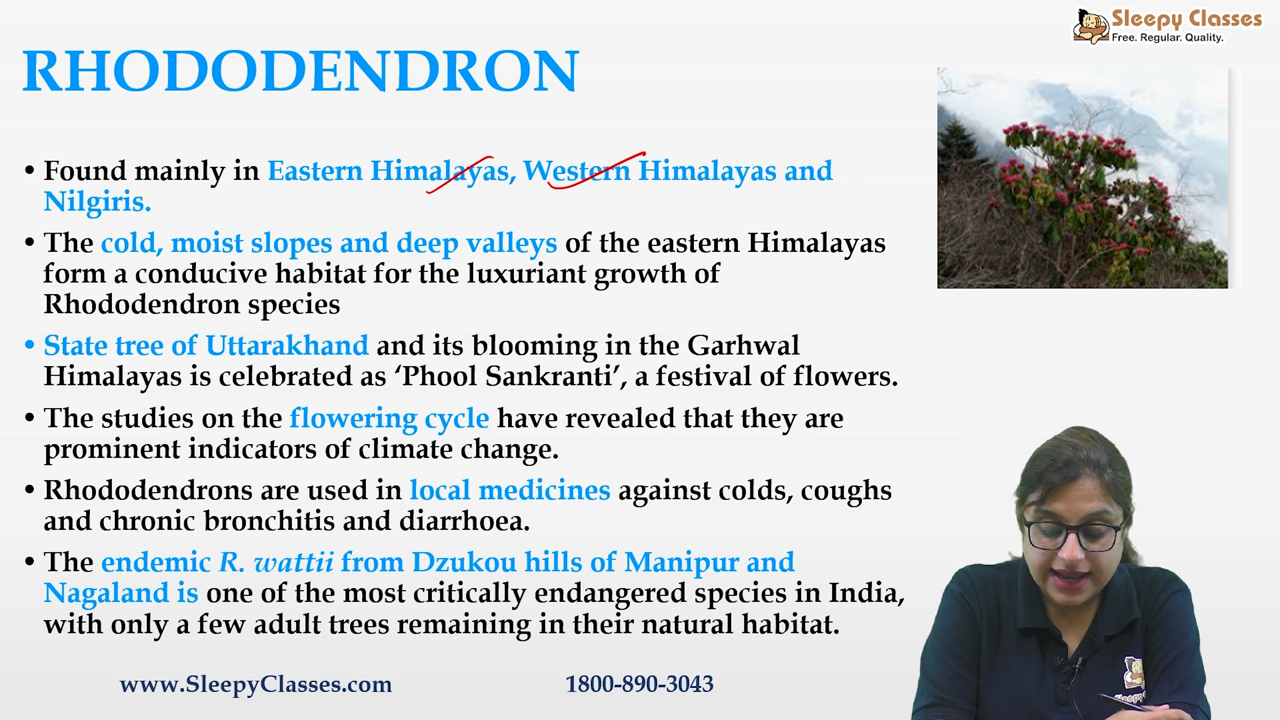 Sleepy Classes
Free. Regular. Quality.
RHODODENDRON
• Found mainly in Eastern Himalayas, Western Himalayas and
Nilgiris.
• The cold, moist slopes and deep valleys of the eastern Himalayas
form a conducive habitat for the luxuriant growth of
Rhododendron species
• State tree of Uttarakhand and its blooming in the Garhwal
Himalayas is celebrated as ‘Phool Sankranti’, a festival of flowers.
• The studies on the flowering cycle have revealed that they are
prominent indicators of climate change.
• Rhododendrons are used in local medicines against colds, coughs
and chronic bronchitis and diarrhoea.
• The endemic R. wattii from Dzukou hills of Manipur and
Nagaland is one of the most critically endangered species in India,
with only a few adult trees remaining in their natural habitat.
www.SleepyClasses.com
1800-890-3043